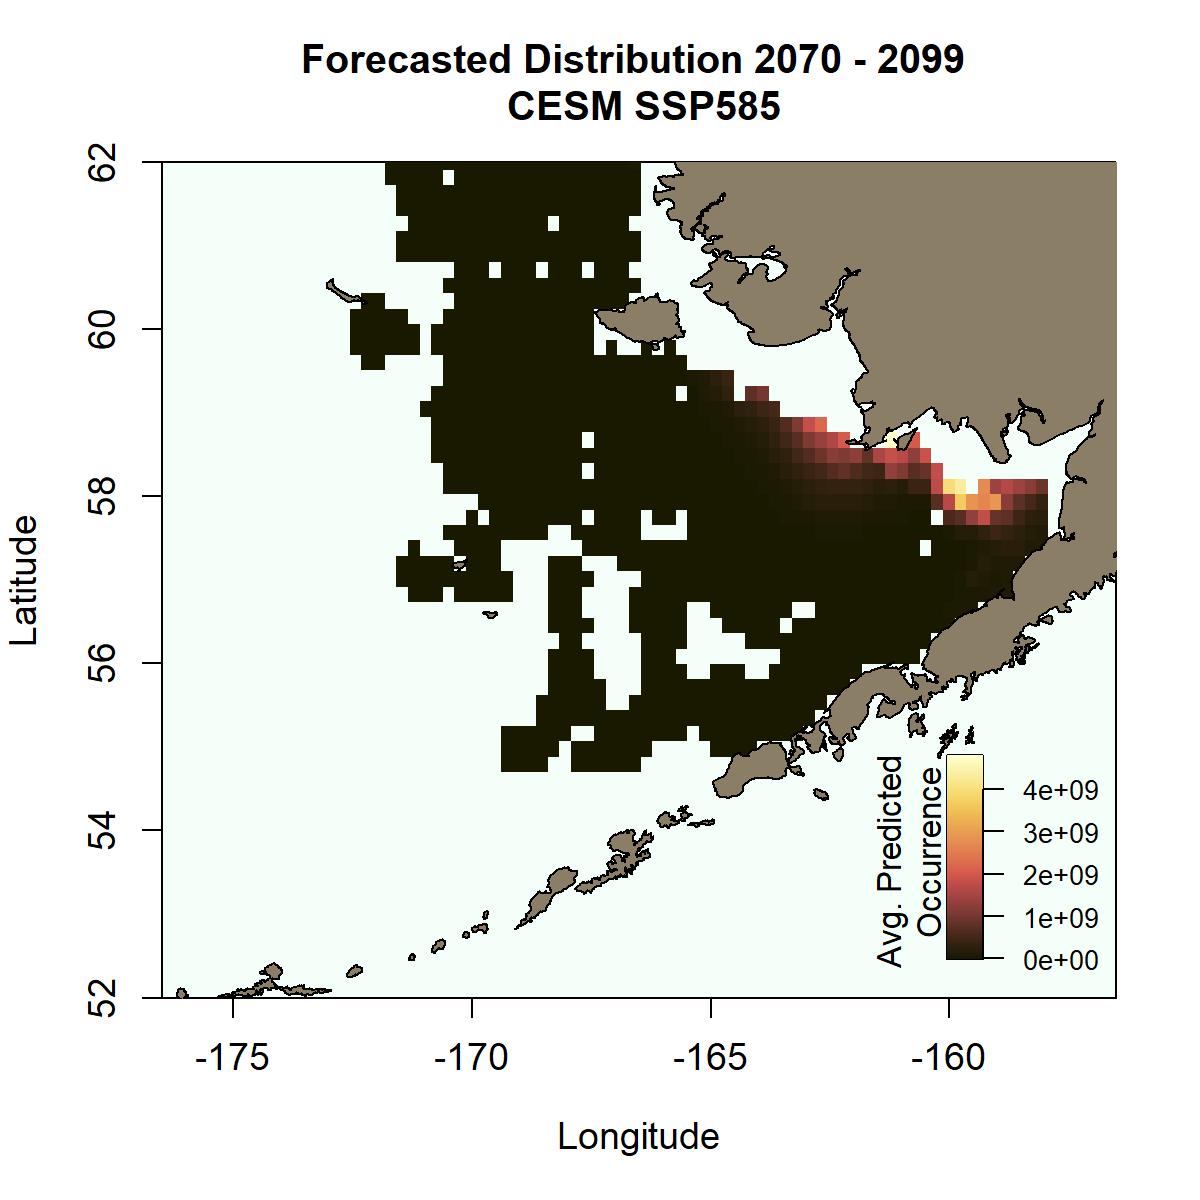 Forecasted Distribution 2070 - 2099
CESM SSP585
62
60
58
56
54
52
Latitude
-175
-170
-165
-160
Longitude
Avg. Predicted
Occurrence
4e+09
3e+09
2e+09
1e+09
0e+00